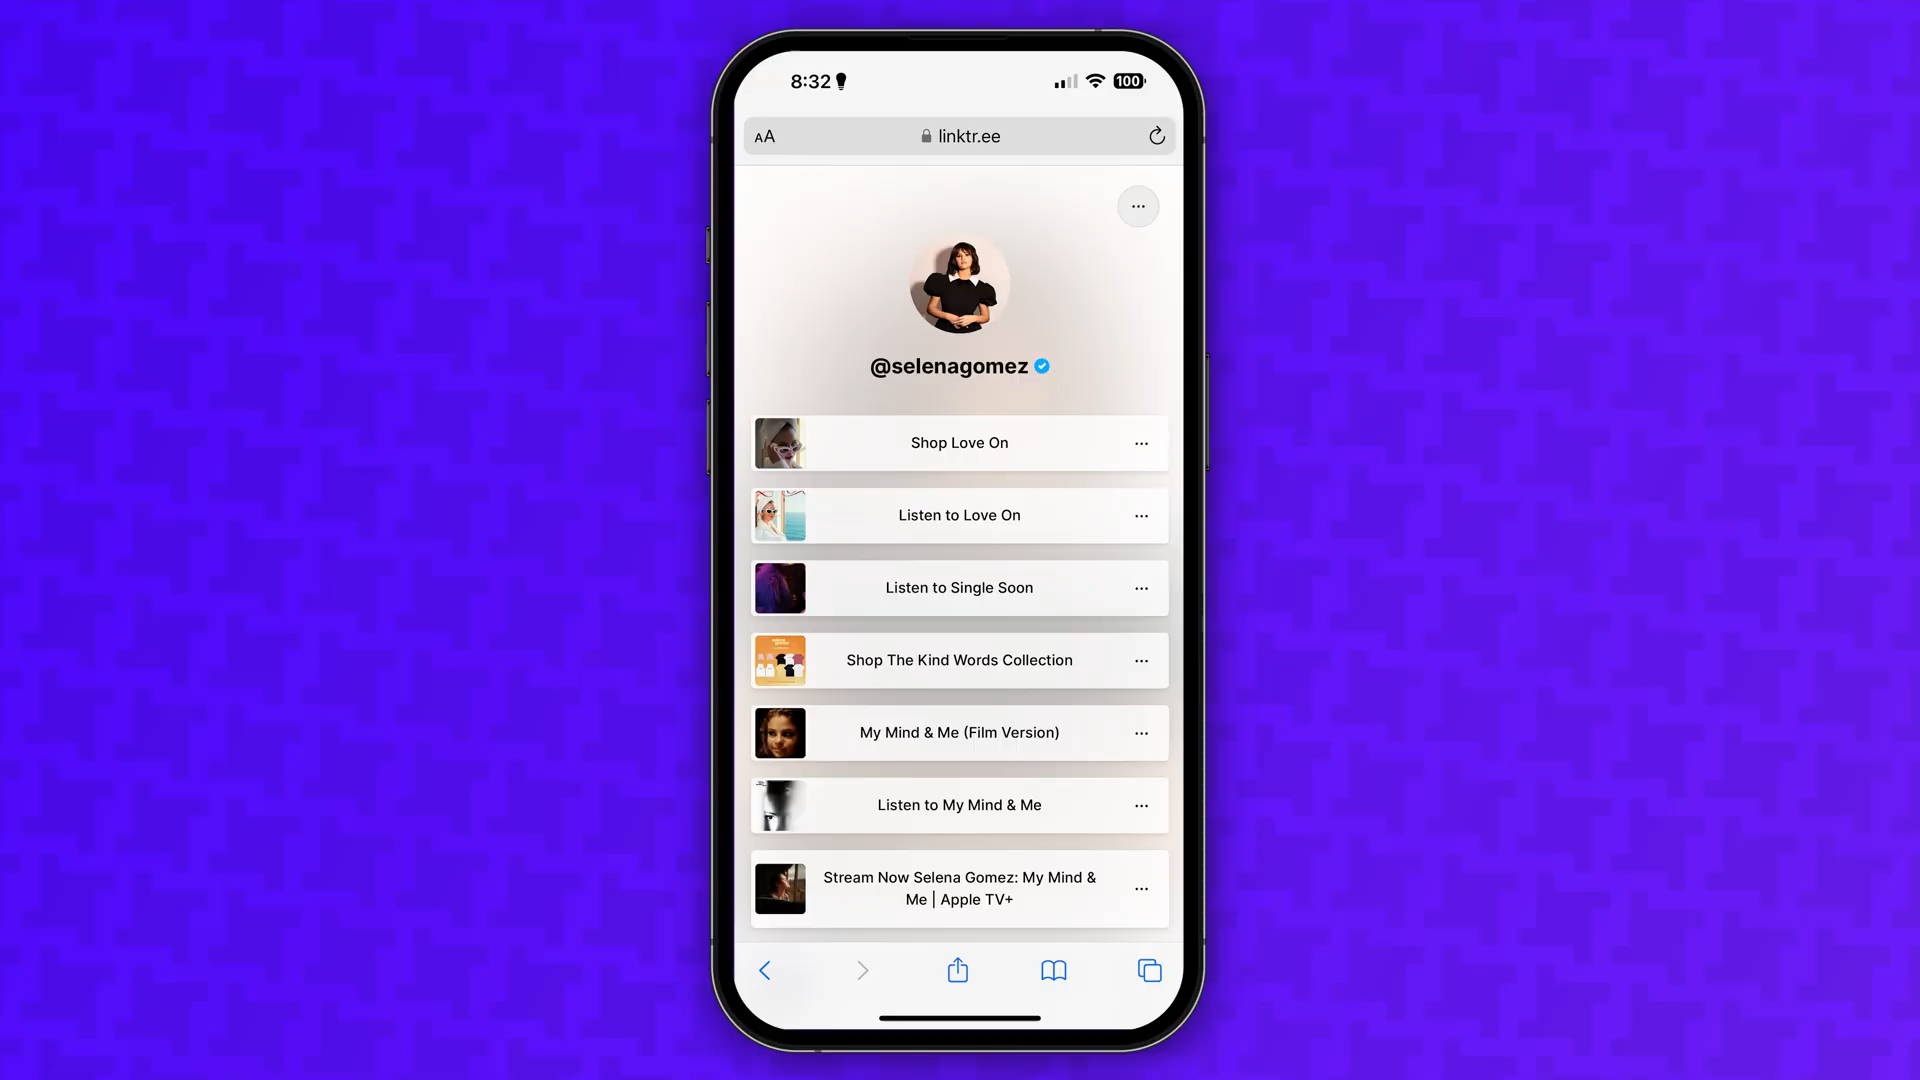 8:32
100
AA
linktr.ee
@selenagomez
Shop Love On
Listen to Love On
Listen to Single Soon
Shop The Kind Words Collection
My Mind & Me (Film Version)
Listen to My Mind & Me
Stream Now Selena Gomez: My Mind &
Me | Apple TV+